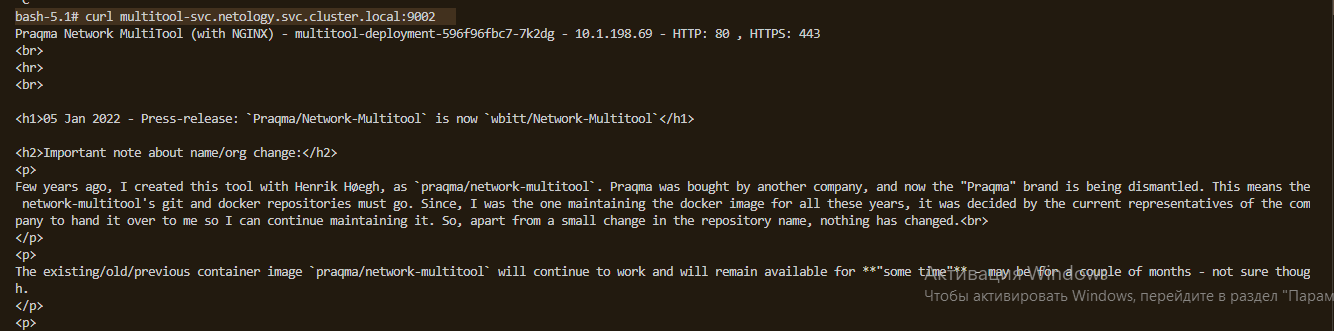 bash-5.1# curl multitool-svc.netology.svc.cluster.local:9002
Praqma Network MultiTool (with NGINX) - multitool-deployment-596f96fbc7-7k2dg - 10.1.198.69 - HTTP: 80 , HTTPS: 443
<br>
<hr>
<br>
<h1>05 Jan 2022 - Press-release: `Praqma/Network-Multitool` is now `wbitt/Network-Multitool`</h1>
<h2>Important note about name/org change:</h2>
<p>
Few years ago, I created this tool with Henrik Høegh, as `praqma/network-multitool`. Praqma was bought by another company, and now the "Praqma" brand is being dismantled. This means the
network-multitool's git and docker repositories must go. Since, I was the one maintaining the docker image for all these years, it was decided by the current representatives of the com
pany to hand it over to me so I can continue maintaining it. So, apart from a small change in the repository name, nothing has changed.<br>
</p>
<p>
The existing/old/previous container image `praqma/network-multitool` will continue to work and will remain available for **"some time"** - may be for a couple of months - not sure thoug
h.
</p>
<p>
Активация Windows
Чтобы активировать Windows, перейдите в раздел "Парам